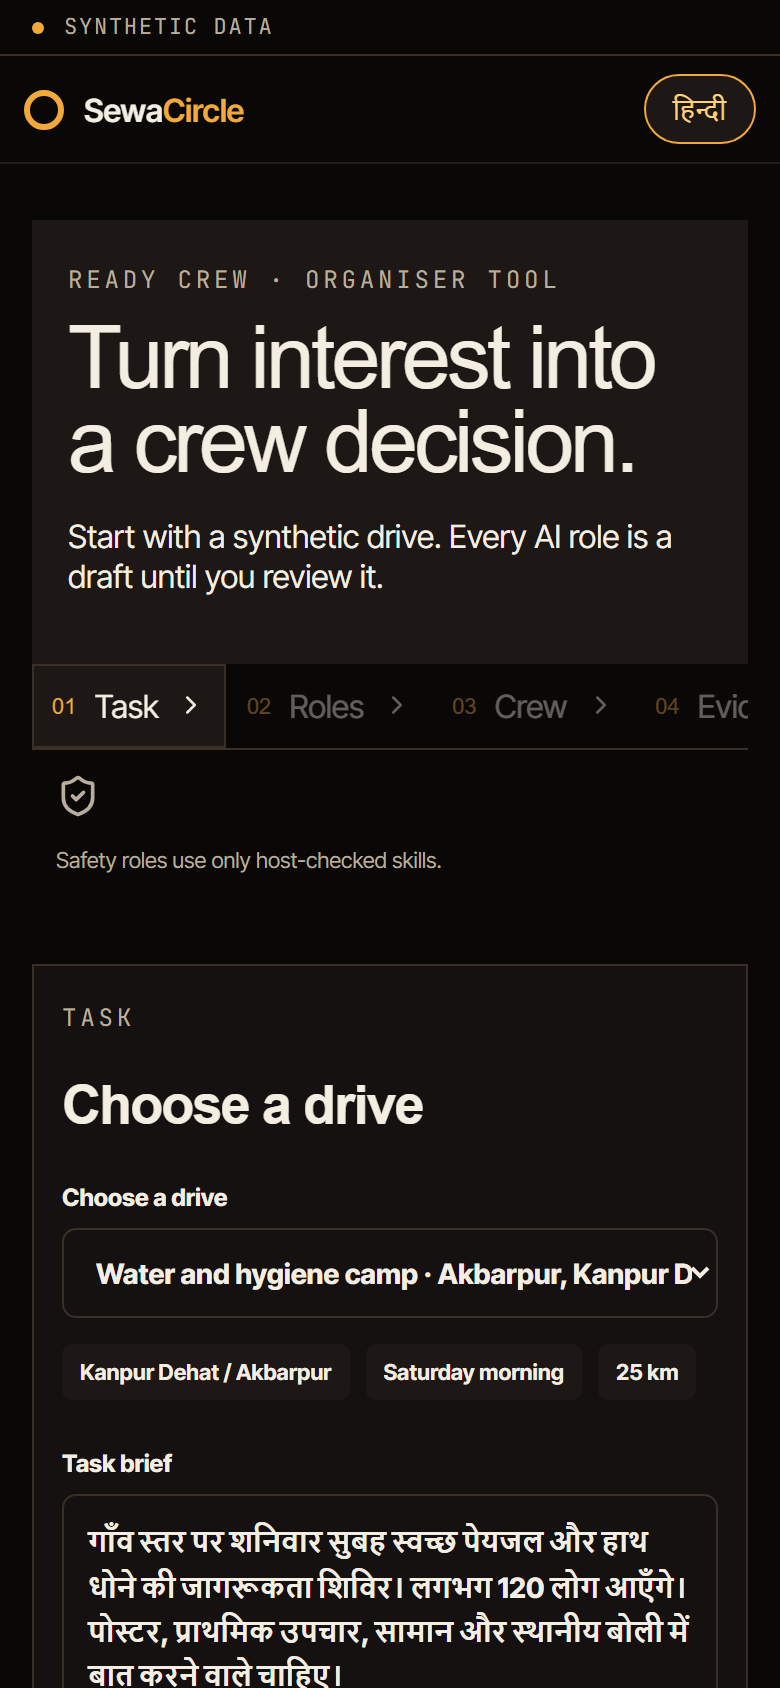 SYNTHETIC DATA
SewaCircle
हिन्दी
READY CREW · ORGANISER TOOL
Turn interest into
a crew decision.
Start with a synthetic drive. Every AI role is a
draft until you review it.
01 Task 02 Roles 03 Crew 04
Safety roles use only host-checked skills.
TASK
Choose a drive
Choose a drive
Water and hygiene camp · Akbarpur, Kanpur D
Kanpur Dehat / Akbarpur Saturday morning 25 km
Task brief
गाँव स्तर पर शनिवार सुबह स्वच्छ पेयजल और हाथ
धोने की जागरूकता शिविर। लगभग 120 लोग आएँगे।
पोस्टर, प्राथमिक उपचार, सामान और स्थानीय बोली में
बात करने वाले चाहिए।